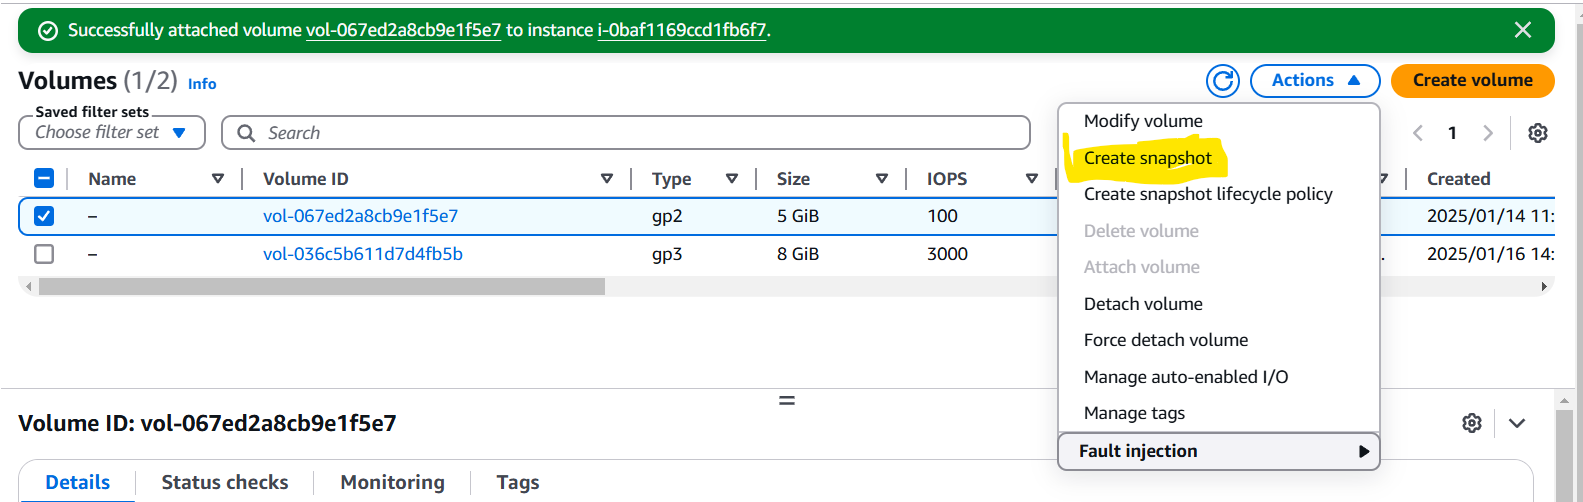 Successfully attached volume vol-067ed2a8cb9e1f5e7 to instance i-0baf1169ccd1fb6f7.
Volumes (1/2) Info
Actions
Create volume
Saved filter sets
Choose filter set
Search
1
Name Volume ID Type Size IOPS Created
– vol-067ed2a8cb9e1f5e7 gp2 5 GiB 100 2025/01/14 11:
– vol-036c5b611d7d4fb5b gp3 8 GiB 3000 . 2025/01/16 14:
Modify volume
Create snapshot
Create snapshot lifecycle policy
Delete volume
Attach volume
Detach volume
Force detach volume
Manage auto-enabled I/O
Manage tags
Fault injection
Volume ID: vol-067ed2a8cb9e1f5e7
Details Status checks Monitoring Tags